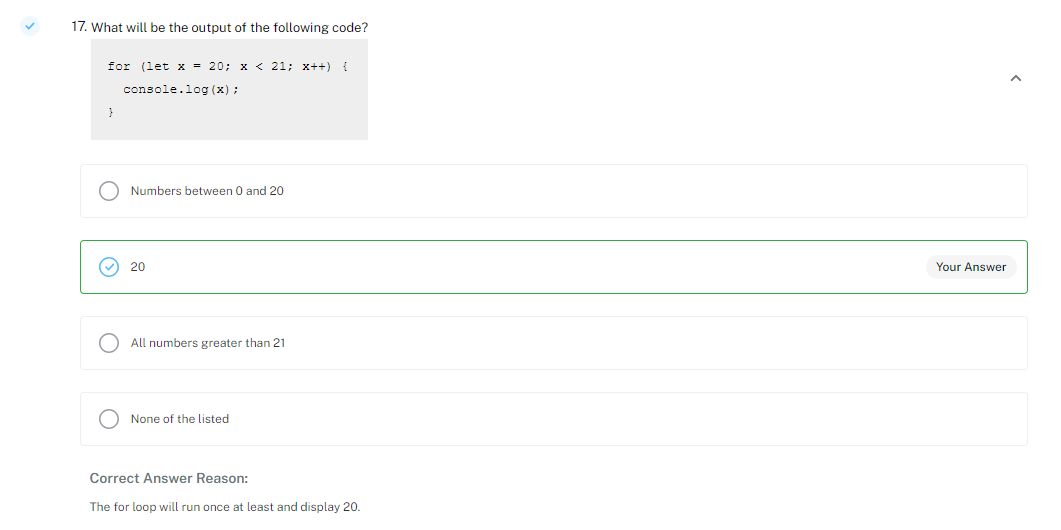 17. What will be the output of the following code?
for (let x = 20; x < 21; x++) {
  console.log(x);
}
Numbers between 0 and 20
20
Your Answer
All numbers greater than 21
None of the listed
Correct Answer Reason:
The for loop will run once at least and display 20.